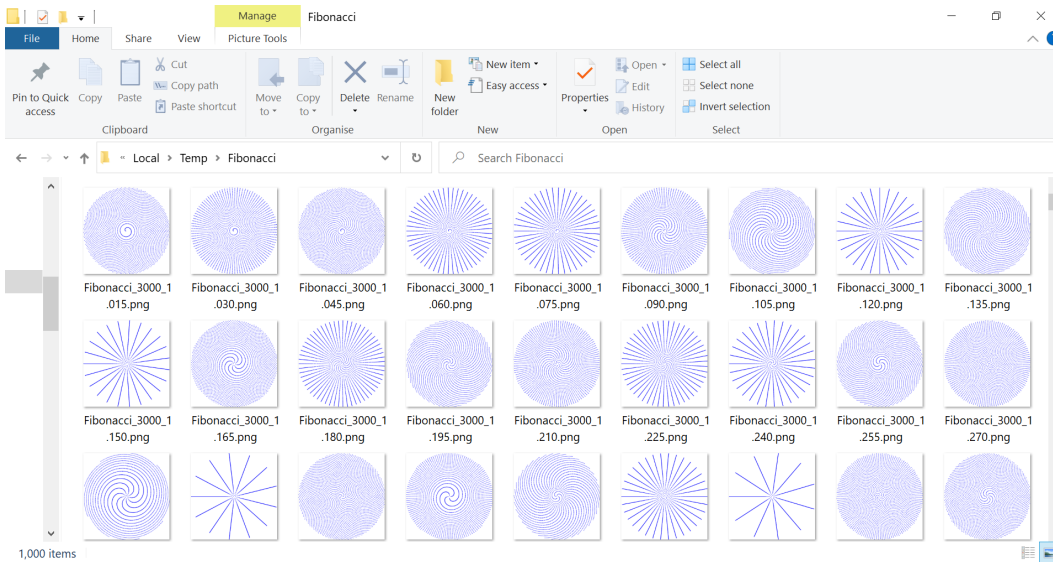 Manage
Fibonacci
File
Home
Share
View
Picture Tools
Pin to Quick access
Copy
Paste
Cut
Copy path
Paste shortcut
Clipboard
Move to
Copy to
Delete
Rename
Organise
New folder
New item
Easy access
New
Properties
Open
Edit
History
Open
Select all
Select none
Invert selection
Select
« Local > Temp > Fibonacci
Search Fibonacci
Fibonacci_3000_1
.015.png
Fibonacci_3000_1
.030.png
Fibonacci_3000_1
.045.png
Fibonacci_3000_1
.060.png
Fibonacci_3000_1
.075.png
Fibonacci_3000_1
.090.png
Fibonacci_3000_1
.105.png
Fibonacci_3000_1
.120.png
Fibonacci_3000_1
.135.png
Fibonacci_3000_1
.150.png
Fibonacci_3000_1
.165.png
Fibonacci_3000_1
.180.png
Fibonacci_3000_1
.195.png
Fibonacci_3000_1
.210.png
Fibonacci_3000_1
.225.png
Fibonacci_3000_1
.240.png
Fibonacci_3000_1
.255.png
Fibonacci_3000_1
.270.png
1,000 items